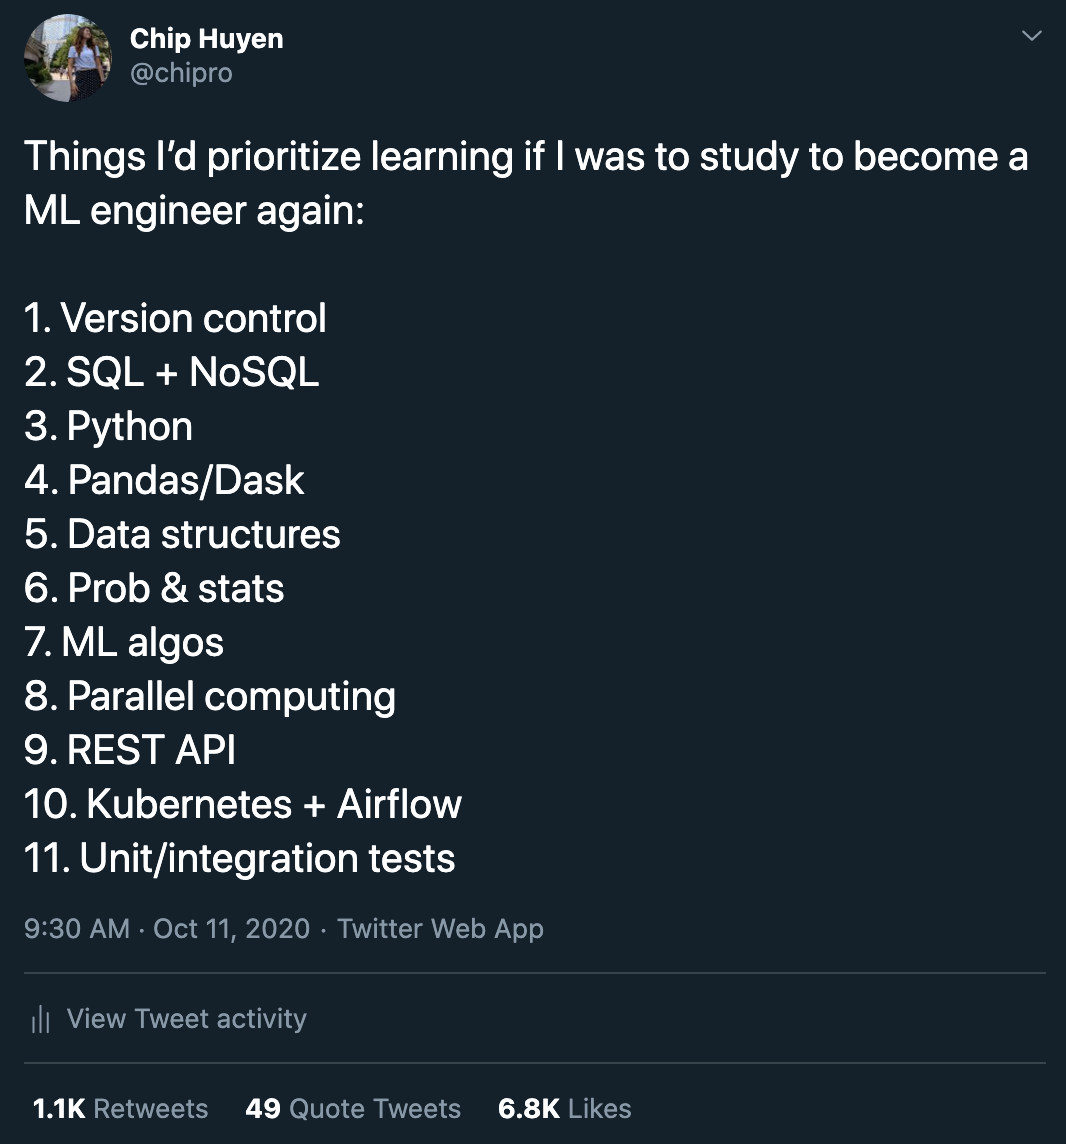 Chip Huyen
@chipro
Things I’d prioritize learning if I was to study to become a
ML engineer again:
1. Version control
2. SQL + NoSQL
3. Python
4. Pandas/Dask
5. Data structures
6. Prob & stats
7. ML algos
8. Parallel computing
9. REST API
10. Kubernetes + Airflow
11. Unit/integration tests
9:30 AM · Oct 11, 2020 · Twitter Web App
View Tweet activity
1.1K Retweets 49 Quote Tweets 6.8K Likes